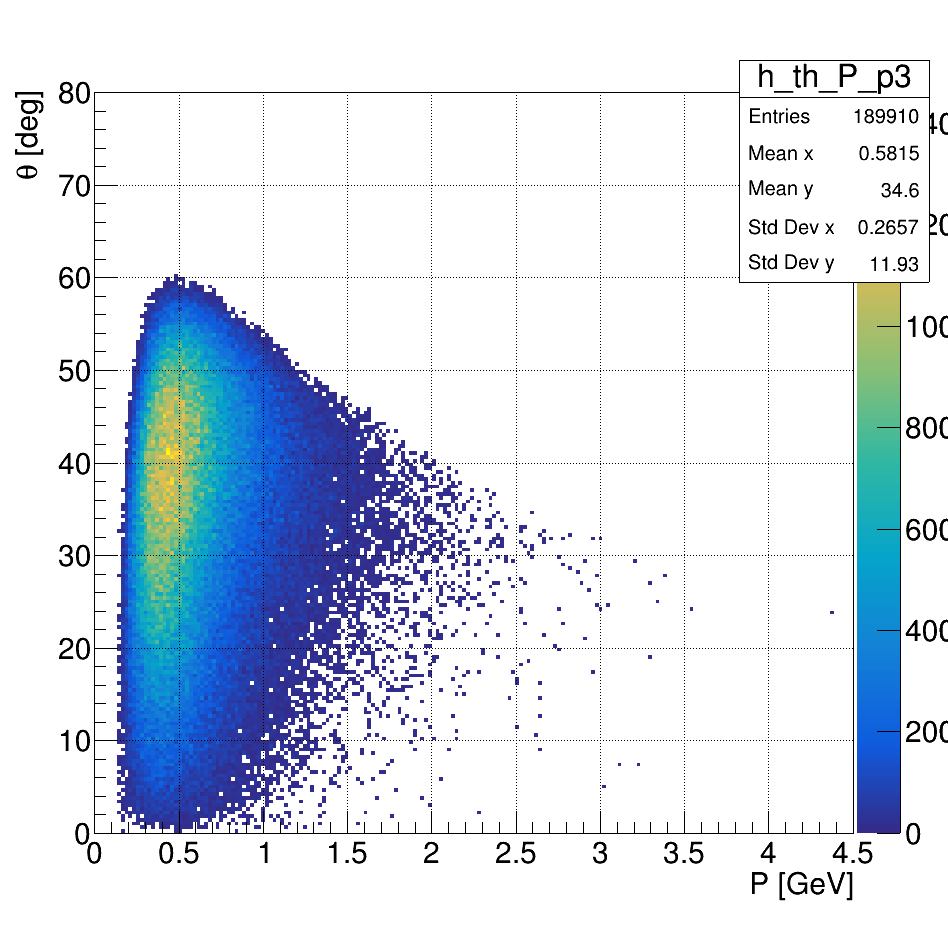 h_th_P_p3
Entries 189910
Mean x 0.5815
Mean y 34.6
Std Dev x 0.2657
Std Dev y 11.93
θ [deg]
80
70
60
50
40
30
20
10
0
0 0.5 1 1.5 2 2.5 3 3.5 4 4.5
P [GeV]
100
800
600
400
200
0